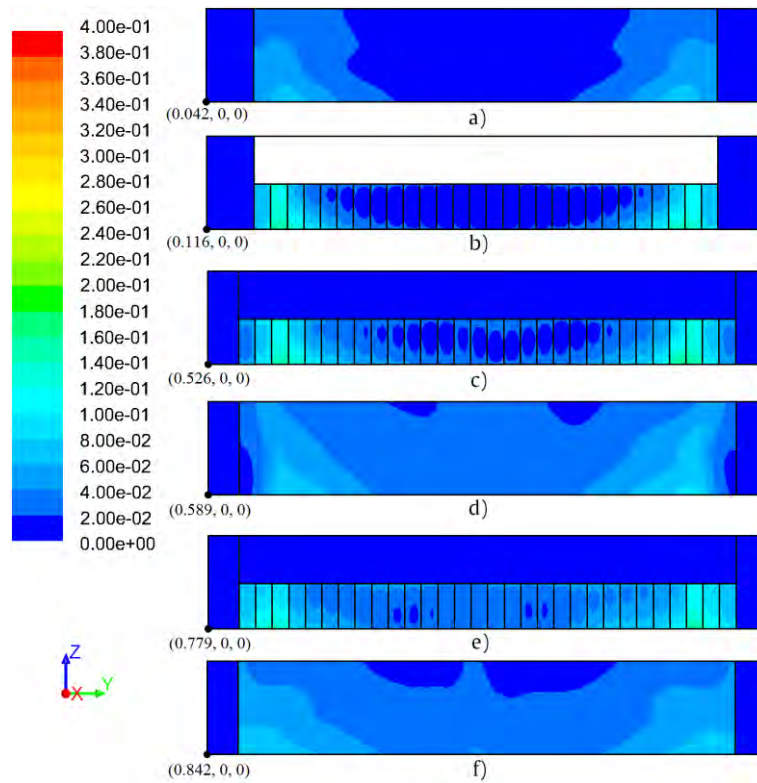 4.00e-01
3.80e-01
3.60e-01
3.40e-01
3.20e-01
3.00e-01
2.80e-01
2.60e-01
2.40e-01
2.20e-01
2.00e-01
1.80e-01
1.60e-01
1.40e-01
1.20e-01
1.00e-01
8.00e-02
6.00e-02
4.00e-02
2.00e-02
0.00e+00
(0.042, 0, 0)
a)
(0.116, 0, 0)
b)
(0.526, 0, 0)
c)
(0.589, 0, 0)
d)
(0.779, 0, 0)
e)
(0.842, 0, 0)
f)
Z
X
Y